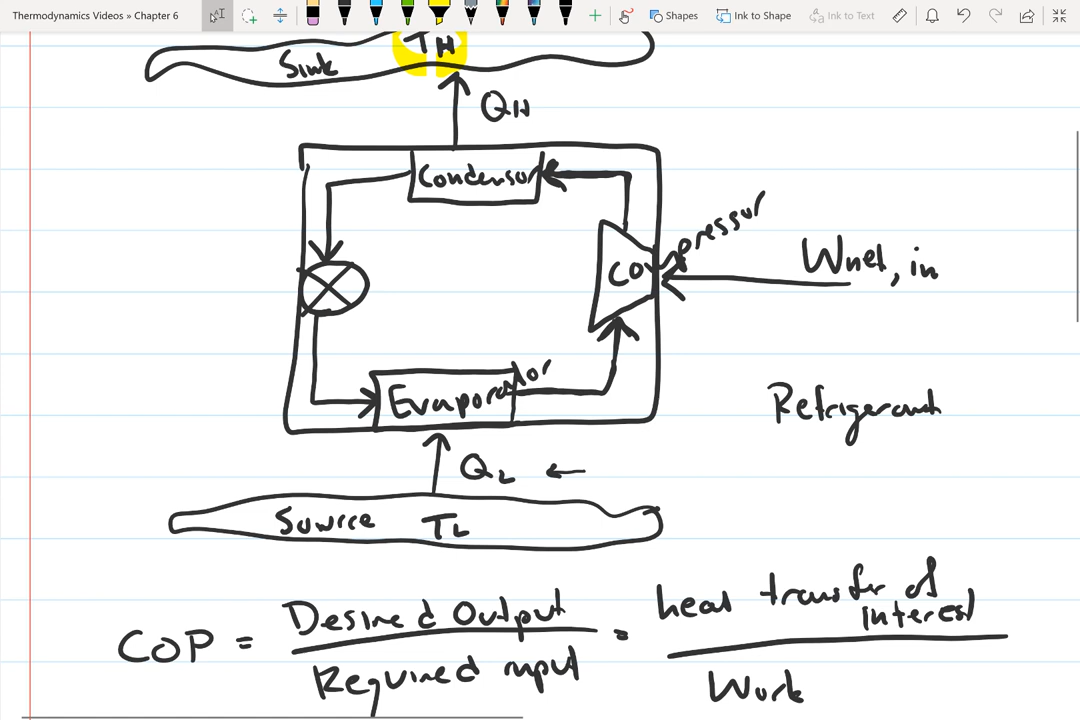 Thermodynamics Videos » Chapter 6
Shapes
Ink to Shape
Ink to Text
TH
Sink
QH
Condensor
Compressor
Wnet, in
Evaporator
Refrigerant
QL ←
Source TL
COP = Desired Output / Required input = heat transfer of interest / Work